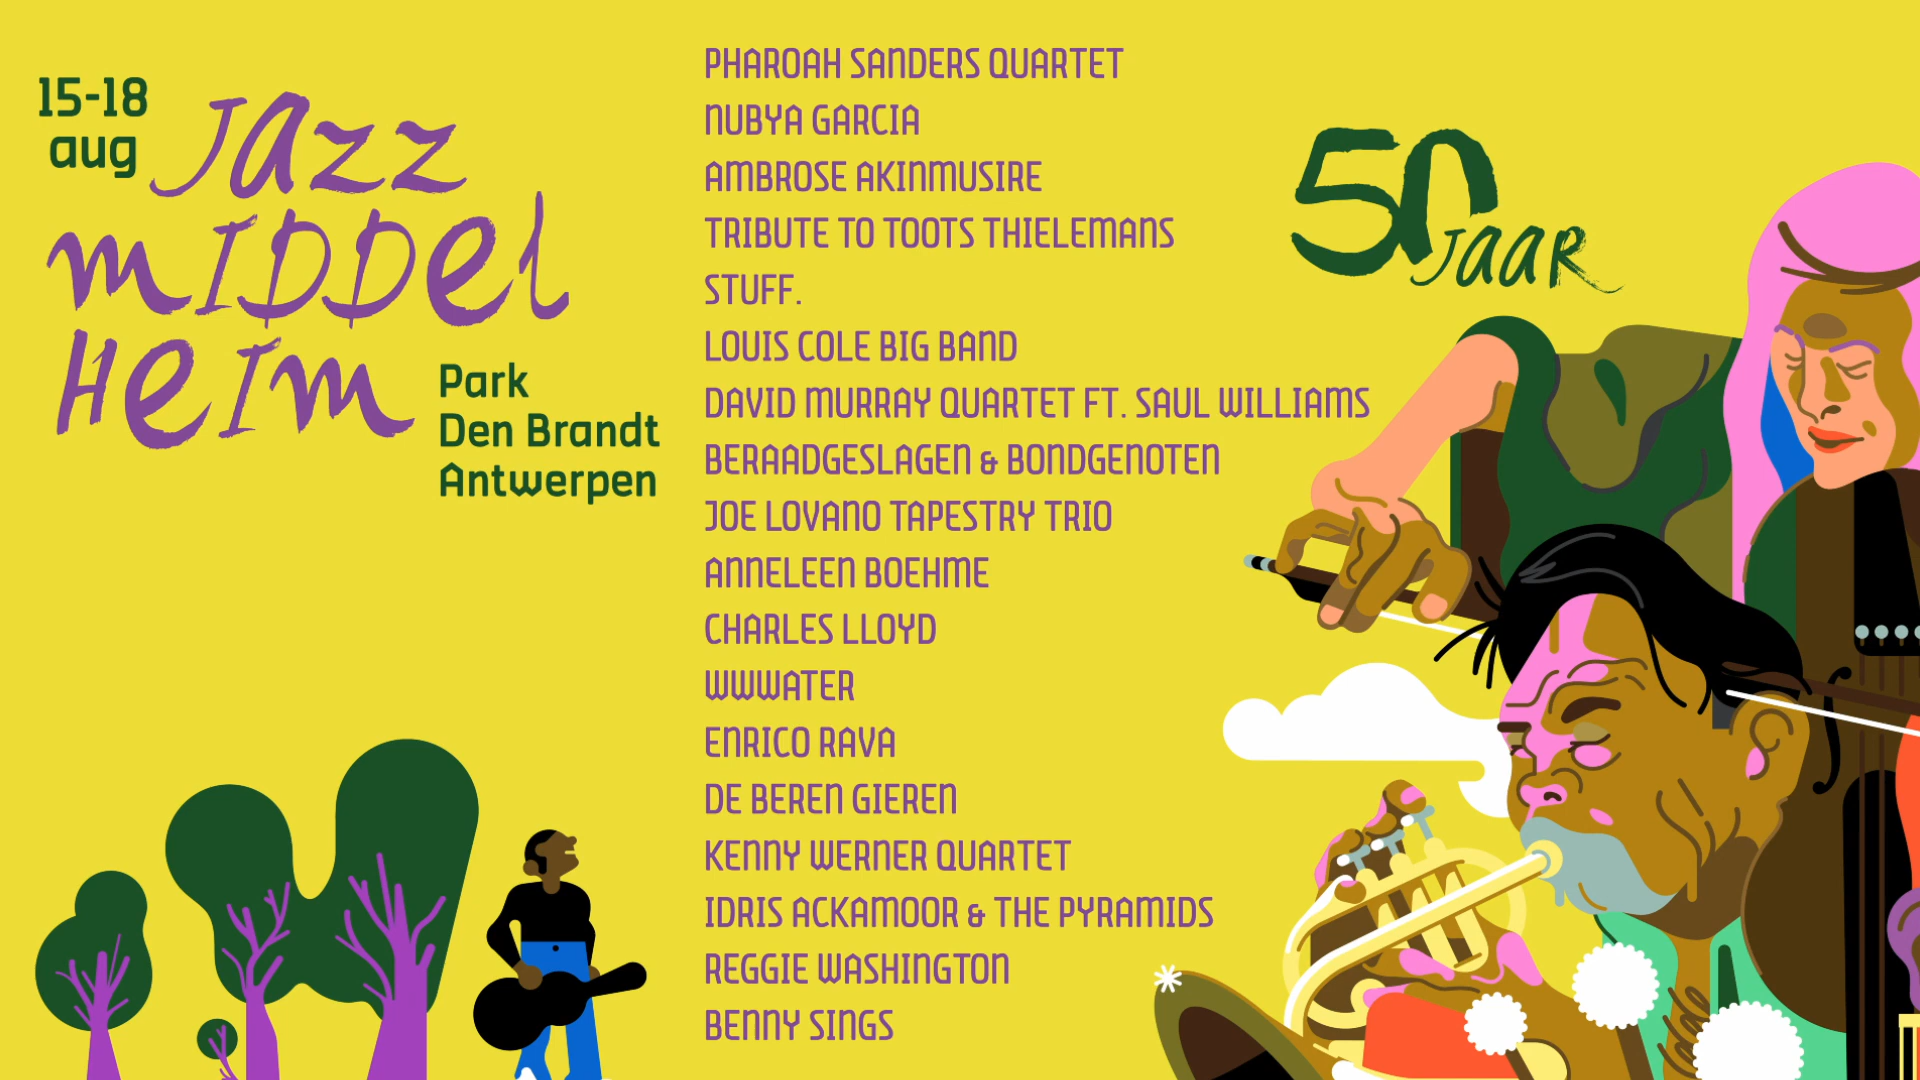 15-18
aug
Jazz
MIDDel
HeIm
Park
Den Brandt
Antwerpen
PHAROAH SANDERS QUARTET
NUBYA GARCIA
AMBROSE AKINMUSIRE
TRIBUTE TO TOOTS THIELEMANS
STUFF.
LOUIS COLE BIG BAND
DAVID MURRAY QUARTET FT. SAUL WILLIAMS
BERAADGESLAGEN & BONDGENOTEN
JOE LOVANO TAPESTRY TRIO
ANNELEEN BOEHME
CHARLES LLOYD
WWWATER
ENRICO RAVA
DE BEREN GIEREN
KENNY WERNER QUARTET
IDRIS ACKAMOOR & THE PYRAMIDS
REGGIE WASHINGTON
BENNY SINGS
50
JaaR